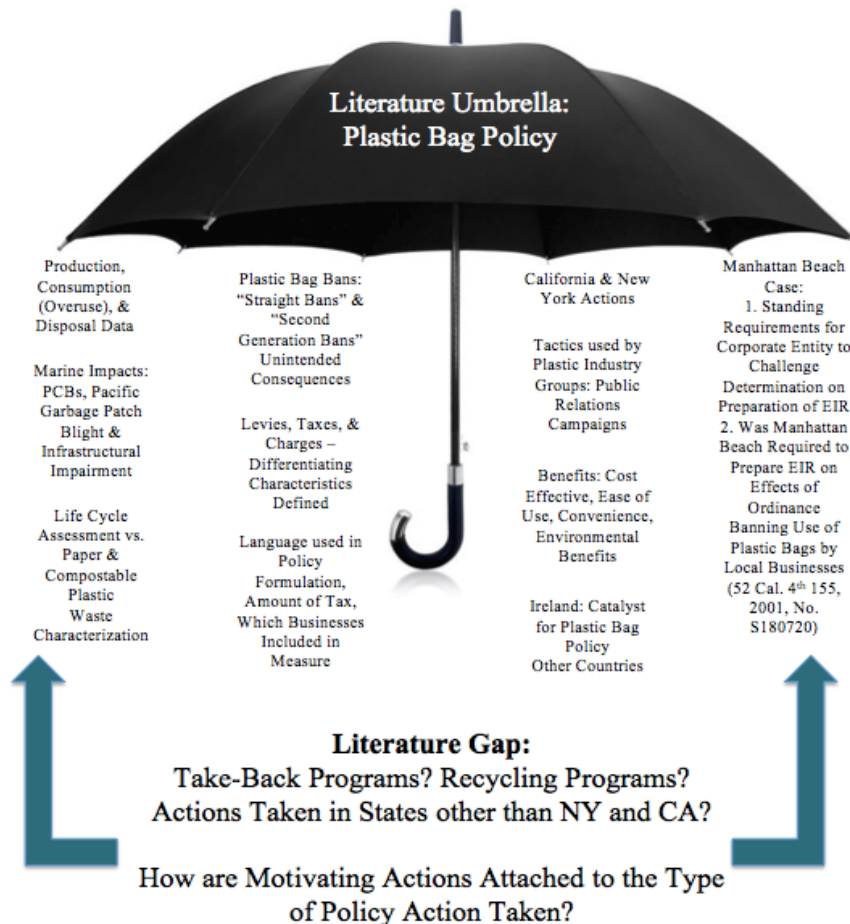 Literature Umbrella:
Plastic Bag Policy
Production,
Consumption
(Overuse), &
Disposal Data
Marine Impacts:
PCBs, Pacific
Garbage Patch
Blight &
Infrastructural
Impairment
Life Cycle
Assessment vs.
Paper &
Compostable
Plastic
Waste
Characterization
Plastic Bag Bans:
“Straight Bans” &
“Second
Generation Bans”
Unintended
Consequences
Levies, Taxes, &
Charges –
Differentiating
Characteristics
Defined
Language used in
Policy
Formulation,
Amount of Tax,
Which Businesses
Included in
Measure
California & New
York Actions
Tactics used by
Plastic Industry
Groups: Public
Relations
Campaigns
Benefits: Cost
Effective, Ease of
Use, Convenience,
Environmental
Benefits
Ireland: Catalyst
for Plastic Bag
Policy
Other Countries
Manhattan Beach
Case:
1. Standing
Requirements for
Corporate Entity to
Challenge
Determination on
Preparation of EIR
2. Was Manhattan
Beach Required to
Prepare EIR on
Effects of
Ordinance
Banning Use of
Plastic Bags by
Local Businesses
(52 Cal. 4th 155,
2001, No.
S180720)
Literature Gap:
Take-Back Programs? Recycling Programs?
Actions Taken in States other than NY and CA?
How are Motivating Actions Attached to the Type
of Policy Action Taken?